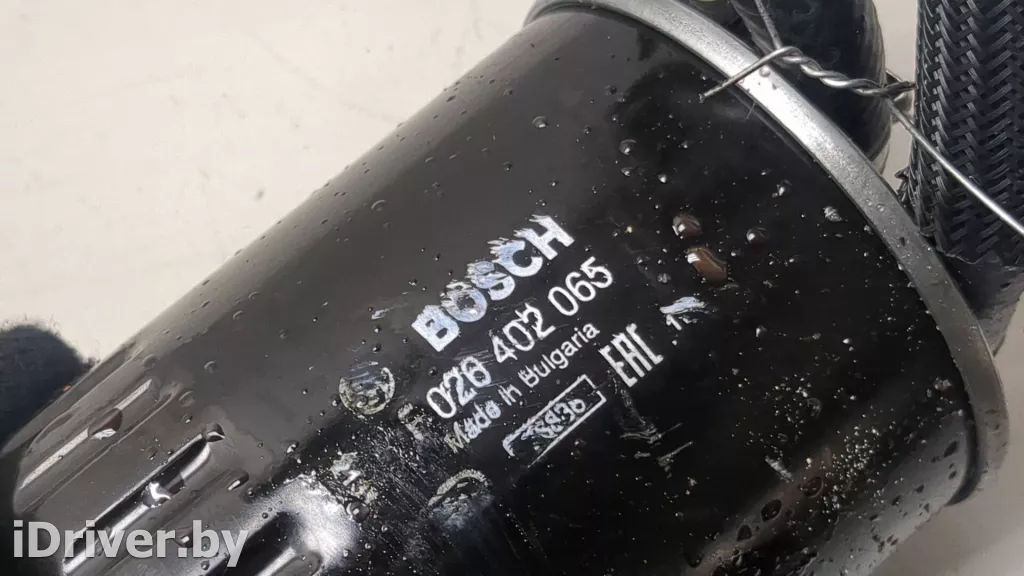 BOSCH
F 026 402 065
Made in Bulgaria
EAC
iDriver.by